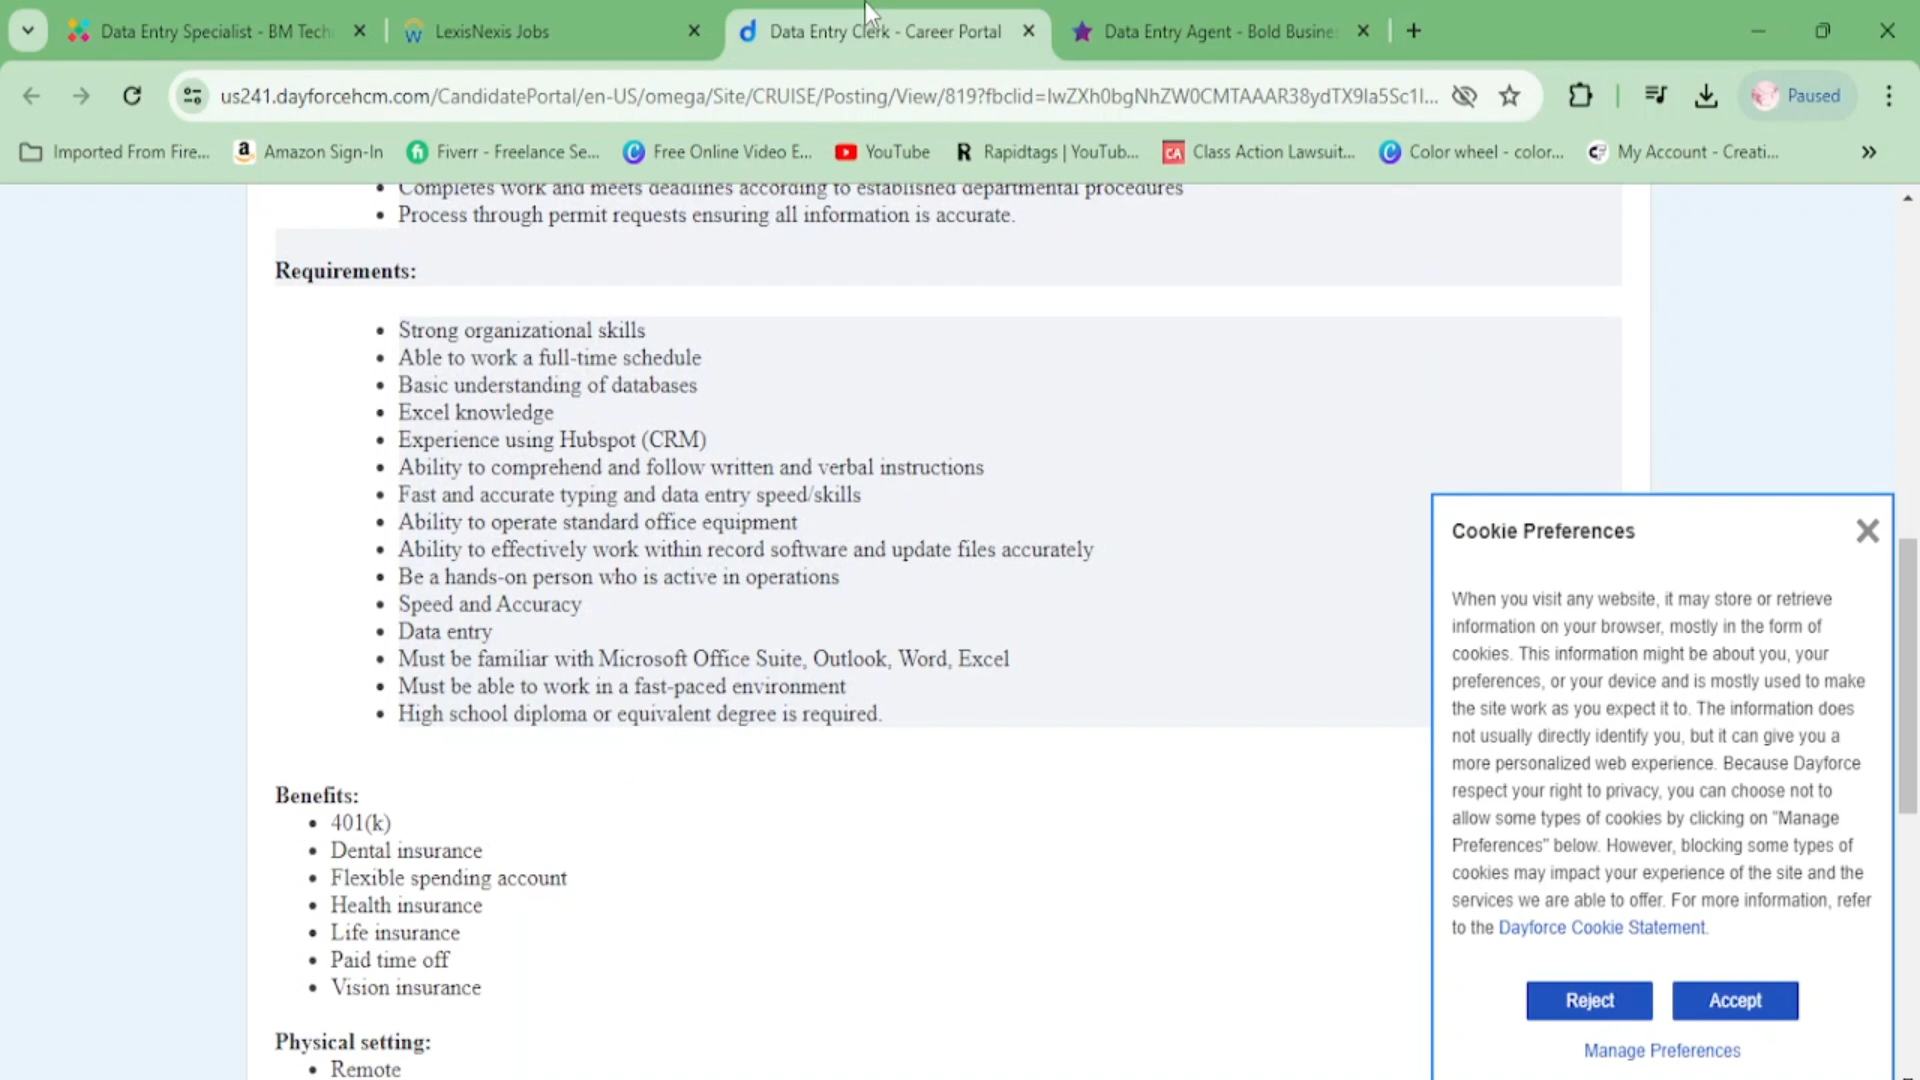 Data Entry Specialist - BM Tech
LexisNexis Jobs
Data Entry Clerk - Career Portal
Data Entry Agent - Bold Busine
us241.dayforcehcm.com/CandidatePortal/en-US/omega/Site/CRUISE/Posting/View/819?fbclid=IwZXh0bgNhZW0CMTAAAR38ydTX9Ia5Sc1I...
Paused
Imported From Fire...
Amazon Sign-In
Fiverr - Freelance Se...
Free Online Video E...
YouTube
Rapidtags | YouTub...
Class Action Lawsuit...
Color wheel - color...
My Account - Creati...
Completes work and meets deadlines according to established departmental procedures
Process through permit requests ensuring all information is accurate.
Requirements:
Strong organizational skills
Able to work a full-time schedule
Basic understanding of databases
Excel knowledge
Experience using Hubspot (CRM)
Ability to comprehend and follow written and verbal instructions
Fast and accurate typing and data entry speed/skills
Ability to operate standard office equipment
Ability to effectively work within record software and update files accurately
Be a hands-on person who is active in operations
Speed and Accuracy
Data entry
Must be familiar with Microsoft Office Suite, Outlook, Word, Excel
Must be able to work in a fast-paced environment
High school diploma or equivalent degree is required.
Benefits:
401(k)
Dental insurance
Flexible spending account
Health insurance
Life insurance
Paid time off
Vision insurance
Physical setting:
Remote
Cookie Preferences
When you visit any website, it may store or retrieve
information on your browser, mostly in the form of
cookies. This information might be about you, your
preferences, or your device and is mostly used to make
the site work as you expect it to. The information does
not usually directly identify you, but it can give you a
more personalized web experience. Because Dayforce
respect your right to privacy, you can choose not to
allow some types of cookies by clicking on "Manage
Preferences" below. However, blocking some types of
cookies may impact your experience of the site and the
services we are able to offer. For more information, refer
to the Dayforce Cookie Statement.
Reject
Accept
Manage Preferences